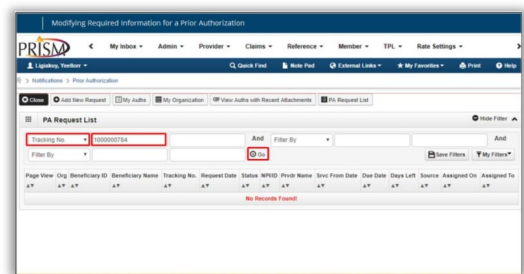 Modifying Required Information for a Prior Authorization
PRISM My Inbox Admin Provider Claims Reference Member TPL Rate Settings
Quick Find Note Pad External Links My Favorites Print Help
> Notifications > Prior Authorization
Close Add New Request My Auths My Organization View Auths with Recent Attachments PA Request List
PA Request List Hide Filter
Tracking No. 1000000784 And Filter By And
Filter By Go Save Filters My Filters
Page View Org Beneficiary ID Beneficiary Name Tracking No. Request Date Status NPI/ID Prvdr Name Srvc From Date Due Date Days Left Source Assigned On Assigned To
No Records Found!